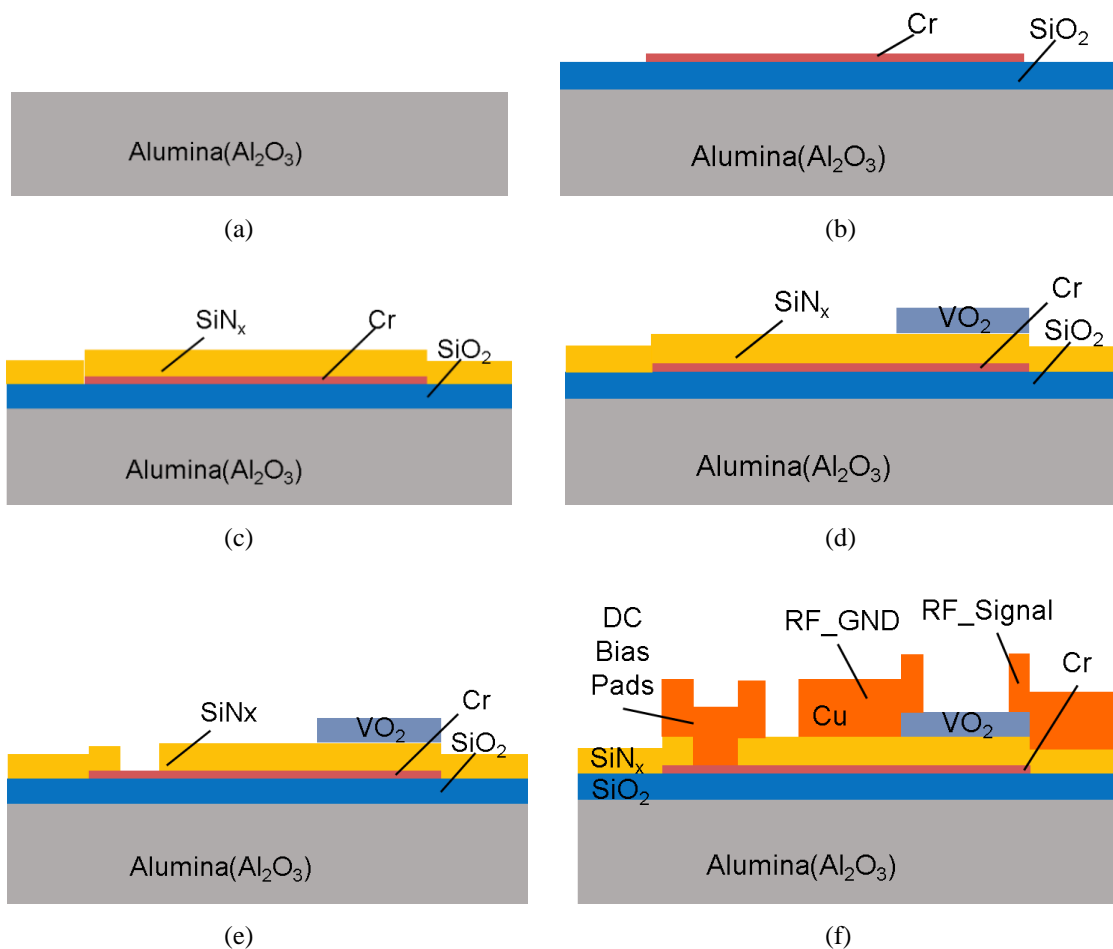 Alumina(Al₂O₃)
(a)
Cr
SiO₂
Alumina(Al₂O₃)
(b)
SiNₓ
Cr
SiO₂
Alumina(Al₂O₃)
(c)
SiNₓ
VO₂
Cr
SiO₂
Alumina(Al₂O₃)
(d)
SiNx
VO₂
Cr
SiO₂
Alumina(Al₂O₃)
(e)
DC
Bias
Pads
RF_GND
RF_Signal
Cr
Cu
VO₂
SiNₓ
SiO₂
Alumina(Al₂O₃)
(f)